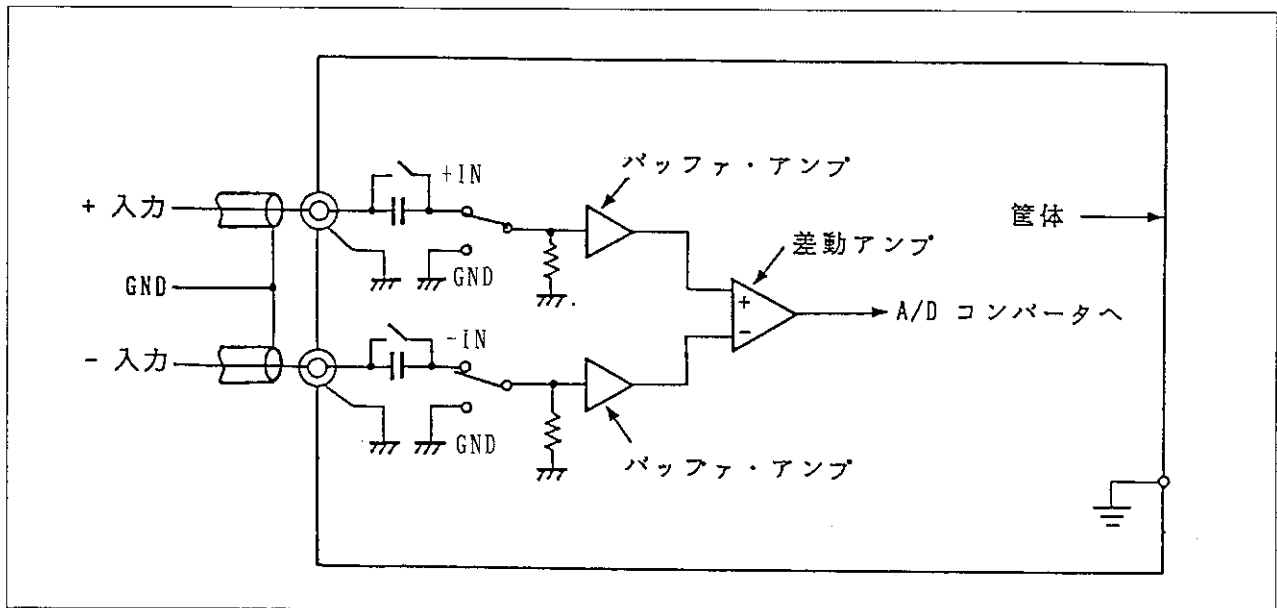 バッファ・アンプ
+IN
+ 入力
筐体
差動アンプ
GND
GND
+
A/D コンバータへ
-
-IN
- 入力
GND
バッファ・アンプ